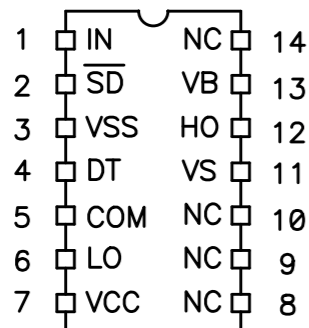 1 IN NC 14
2 S̅D̅ VB 13
3 VSS HO 12
4 DT VS 11
5 COM NC 10
6 LO NC 9
7 VCC NC 8